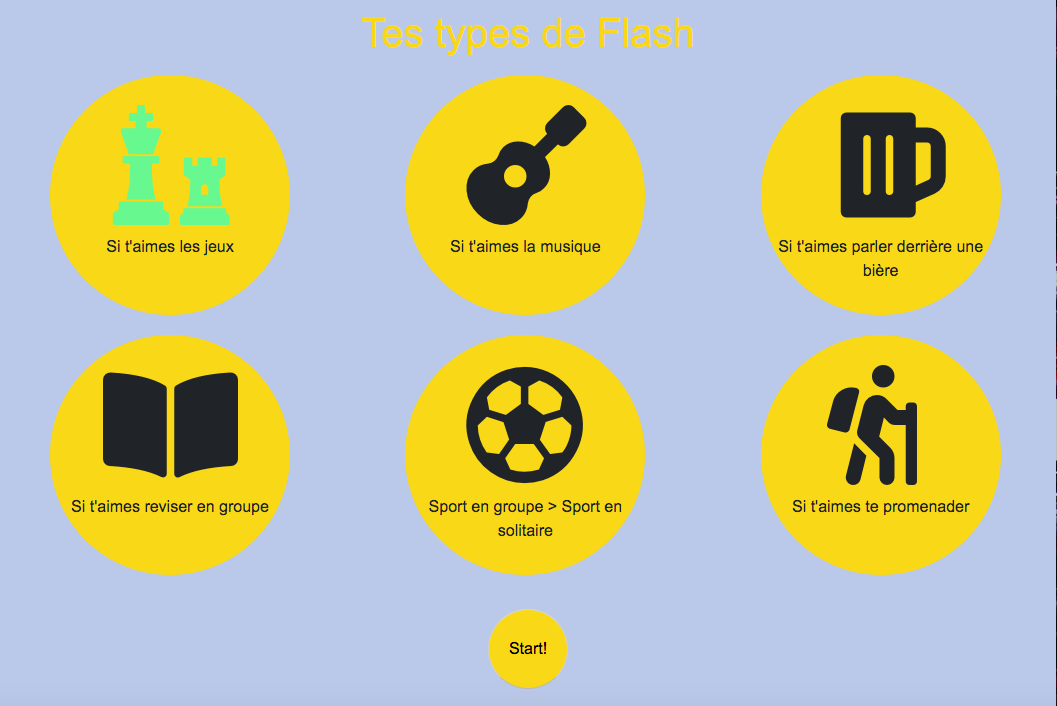 Tes types de Flash
Si t'aimes les jeux
Si t'aimes la musique
Si t'aimes parler derrière une
bière
Si t'aimes reviser en groupe
Sport en groupe > Sport en
solitaire
Si t'aimes te promenader
Start!